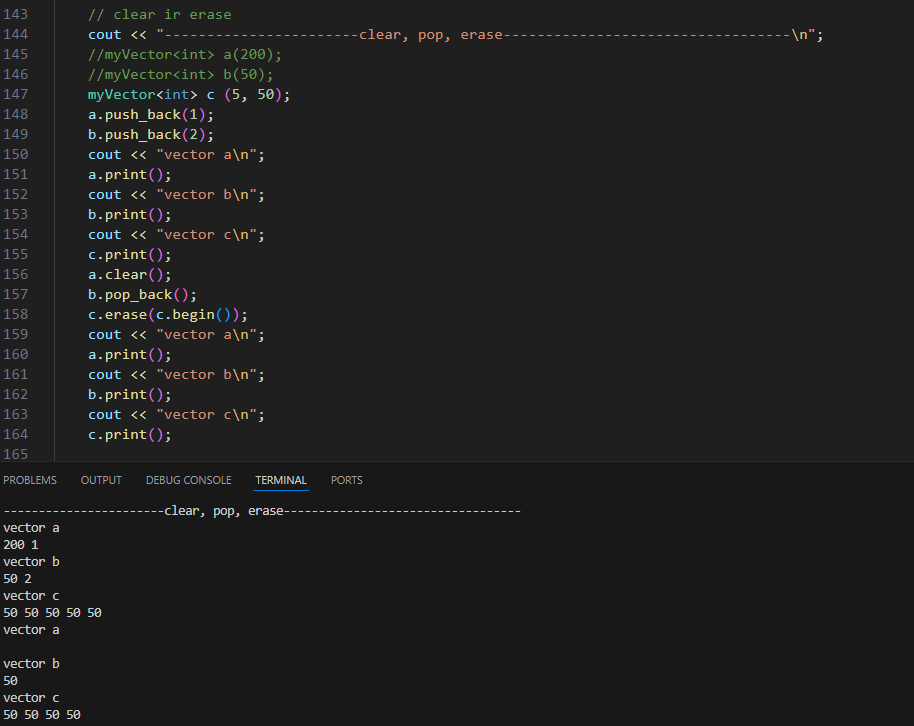 143 // clear ir erase
144 cout << "-----------------------clear, pop, erase----------------------------------\n";
145 //myVector<int> a(200);
146 //myVector<int> b(50);
147 myVector<int> c (5, 50);
148 a.push_back(1);
149 b.push_back(2);
150 cout << "vector a\n";
151 a.print();
152 cout << "vector b\n";
153 b.print();
154 cout << "vector c\n";
155 c.print();
156 a.clear();
157 b.pop_back();
158 c.erase(c.begin());
159 cout << "vector a\n";
160 a.print();
161 cout << "vector b\n";
162 b.print();
163 cout << "vector c\n";
164 c.print();
165
PROBLEMS OUTPUT DEBUG CONSOLE TERMINAL PORTS
-----------------------clear, pop, erase----------------------------------
vector a
200 1
vector b
50 2
vector c
50 50 50 50 50
vector a
vector b
50
vector c
50 50 50 50